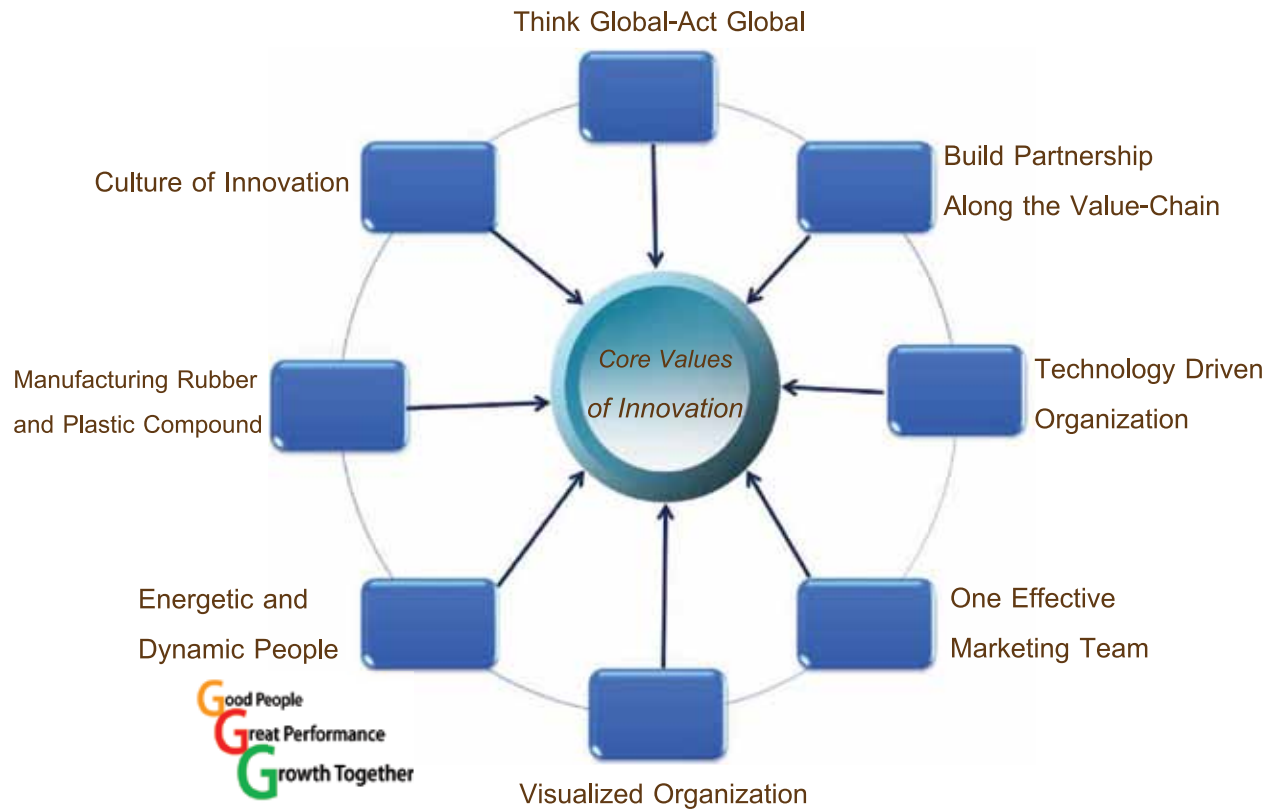 Think Global-Act Global
Culture of Innovation
Build Partnership
Along the Value-Chain
Core Values
of Innovation
Manufacturing Rubber
and Plastic Compound
Technology Driven
Organization
Energetic and
Dynamic People
One Effective
Marketing Team
Good People
Great Performance
Growth Together
Visualized Organization